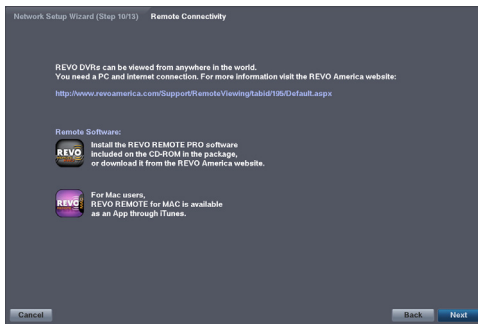 Network Setup Wizard (Step 10/13) Remote Connectivity
REVO DVRs can be viewed from anywhere in the world.
You need a PC and internet connection. For more information visit the REVO America website:
http://www.revoamerica.com/Support/RemoteViewing/tabid/195/Default.aspx
Remote Software:
REVO
Install the REVO REMOTE PRO software
included on the CD-ROM in the package,
or download it from the REVO America website.
REVO
For Mac users,
REVO REMOTE for MAC is available
as an App through iTunes.
Cancel Back Next